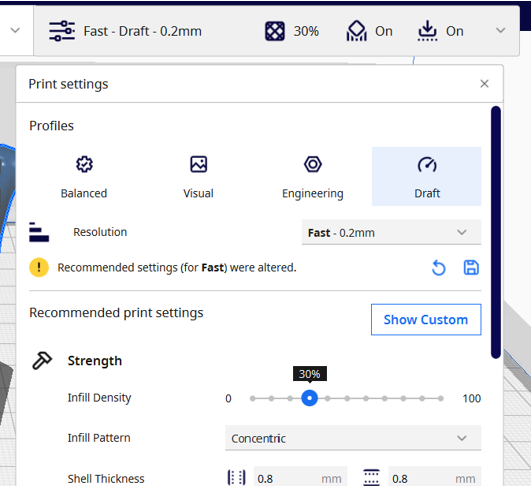 Fast - Draft - 0.2mm 30% On On
Print settings
Profiles
Balanced Visual Engineering Draft
Resolution Fast - 0.2mm
Recommended settings (for Fast) were altered.
Recommended print settings Show Custom
Strength
30%
Infill Density 0 100
Infill Pattern Concentric
Shell Thickness 0.8 mm 0.8 mm